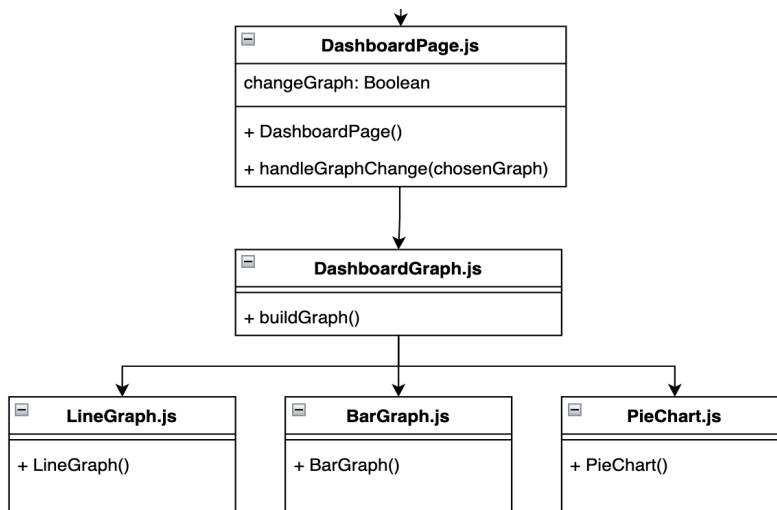 DashboardPage.js
changeGraph: Boolean
+ DashboardPage()
+ handleGraphChange(chosenGraph)
DashboardGraph.js
+ buildGraph()
LineGraph.js
+ LineGraph()
BarGraph.js
+ BarGraph()
PieChart.js
+ PieChart()